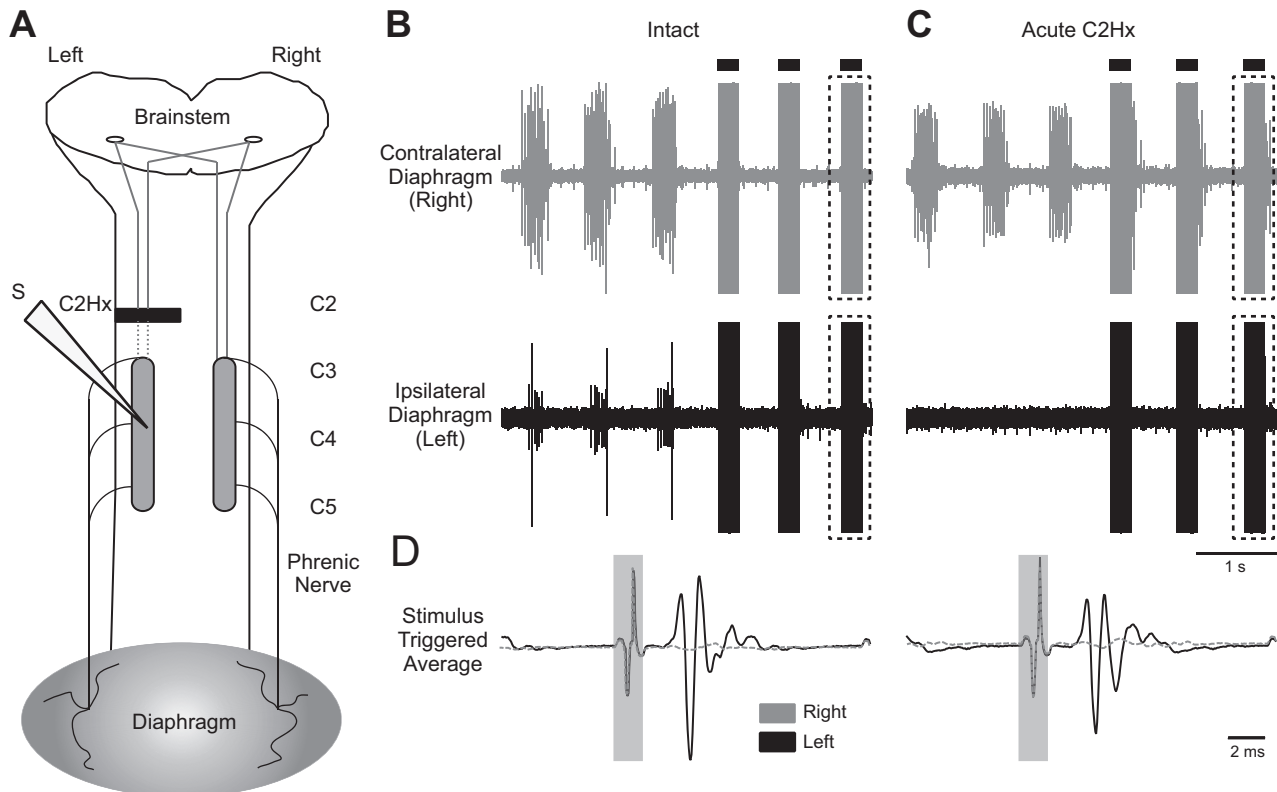 A
Left
Right
Brainstem
S
C2Hx
C2
C3
C4
C5
Phrenic
Nerve
Diaphragm
B
Intact
C
Acute C2Hx
Contralateral
Diaphragm
(Right)
Ipsilateral
Diaphragm
(Left)
1 s
D
Stimulus
Triggered
Average
Right
Left
2 ms